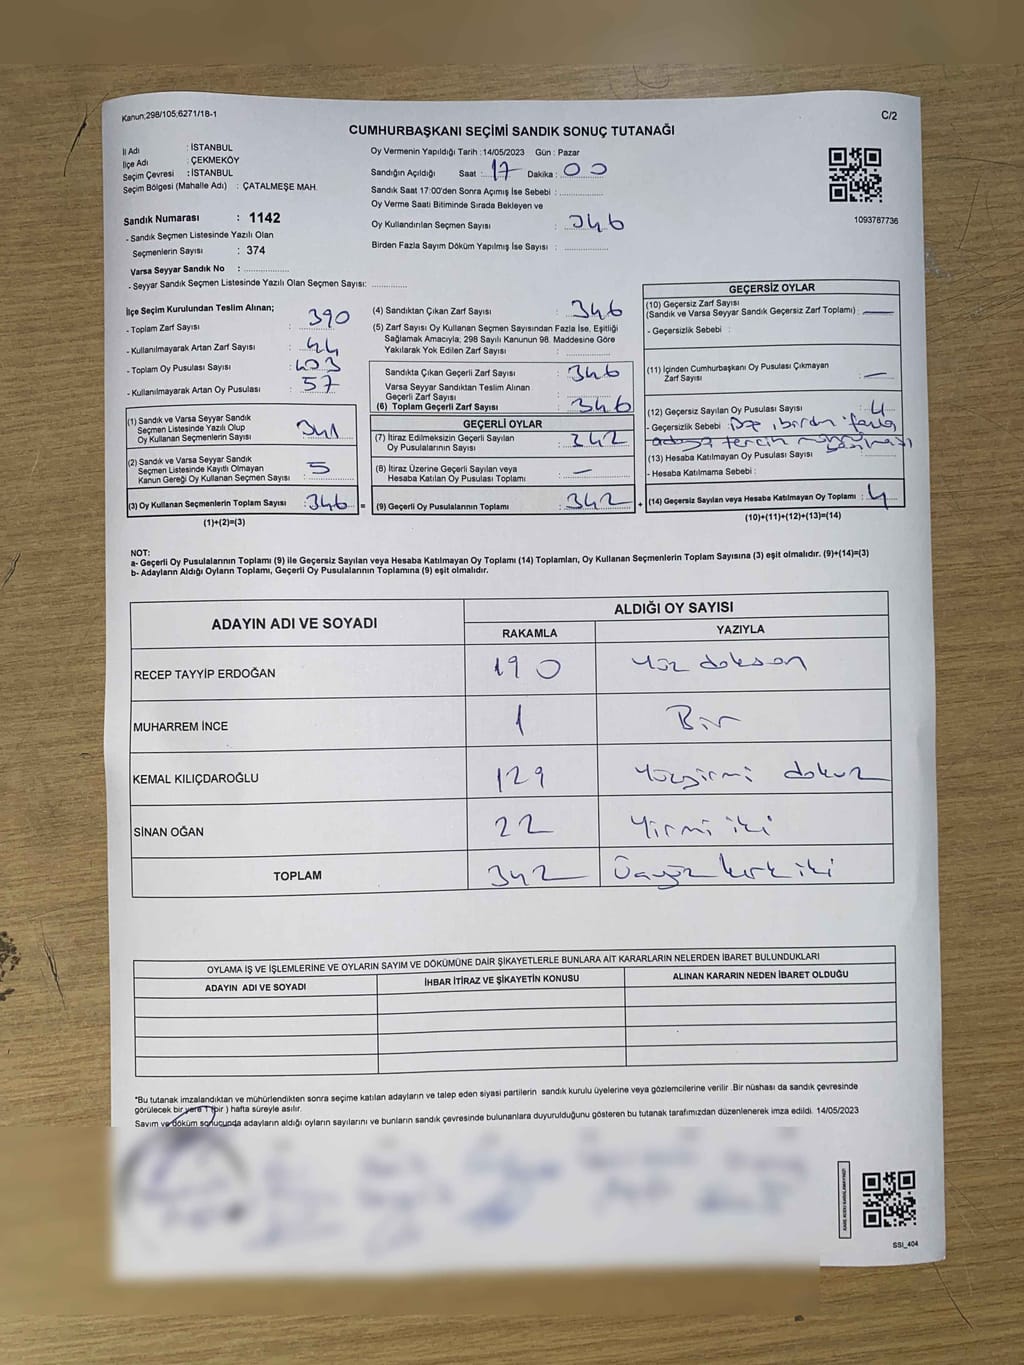 Kanun,298/105;6271/18-1
C/2
CUMHURBAŞKANI SEÇİMİ SANDIK SONUÇ TUTANAĞI
İl Adı : İSTANBUL
İlçe Adı : ÇEKMEKÖY
Seçim Çevresi : İSTANBUL
Seçim Bölgesi (Mahalle Adı) : ÇATALMEŞE MAH.
Sandık Numarası : 1142
- Sandık Seçmen Listesinde Yazılı Olan
Seçmenlerin Sayısı : 374
Varsa Seyyar Sandık No :
- Seyyar Sandık Seçmen Listesinde Yazılı Olan Seçmen Sayısı:
Oy Vermenin Yapıldığı Tarih :14/05/2023 Gün : Pazar
Sandığın Açıldığı Saat : 17 Dakika : 00
Sandık Saat 17:00'den Sonra Açımış İse Sebebi :
Oy Verme Saati Bitiminde Sırada Bekleyen ve
Oy Kullandırılan Seçmen Sayısı : 346
Birden Fazla Sayım Döküm Yapılmış İse Sayısı :
1093787736
İlçe Seçim Kurulundan Teslim Alınan;
- Toplam Zarf Sayısı : 390
- Kullanılmayarak Artan Zarf Sayısı : 44
- Toplam Oy Pusulası Sayısı : 403
- Kullanılmayarak Artan Oy Pusulası : 57
(1) Sandık ve Varsa Seyyar Sandık
Seçmen Listesinde Yazılı Olup
Oy Kullanan Seçmenlerin Sayısı : 341
(2) Sandık ve Varsa Seyyar Sandık
Seçmen Listesinde Kayıtlı Olmayan
Kanun Gereği Oy Kullanan Seçmen Sayısı : 5
(3) Oy Kullanan Seçmenlerin Toplam Sayısı : 346
(1)+(2)=(3)
(4) Sandıktan Çıkan Zarf Sayısı : 346
(5) Zarf Sayısı Oy Kullanan Seçmen Sayısından Fazla İse, Eşitliği
Sağlamak Amacıyla; 298 Sayılı Kanunun 98. Maddesine Göre
Yakılarak Yok Edilen Zarf Sayısı :
Sandıkta Çıkan Geçerli Zarf Sayısı : 346
Varsa Seyyar Sandıktan Teslim Alınan
Geçerli Zarf Sayısı :
(6) Toplam Geçerli Zarf Sayısı : 346
=
GEÇERLİ OYLAR
(7) İtiraz Edilmeksizin Geçerli Sayılan
Oy Pusulasının Sayısı : 342
(8) İtiraz Üzerine Geçerli Sayılan veya
Hesaba Katılan Oy Pusulası Toplamı : —
(9) Geçerli Oy Pusulalarının Toplamı : 342
+
GEÇERSİZ OYLAR
(10) Geçersiz Zarf Sayısı
(Sandık ve Varsa Seyyar Sandık Geçersiz Zarf Toplamı) : —
- Geçersizlik Sebebi :
(11) İçinden Cumhurbaşkanı Oy Pusulası Çıkmayan
Zarf Sayısı : —
(12) Geçersiz Sayılan Oy Pusulası Sayısı : 4
- Geçersizlik Sebebi : birden fazla
adaya tercih
(13) Hesaba Katılmayan Oy Pusulası Sayısı :
- Hesaba Katılmama Sebebi :
(14) Geçersiz Sayılan veya Hesaba Katılmayan Oy Toplamı : 4
(10)+(11)+(12)+(13)=(14)
NOT:
a- Geçerli Oy Pusulalarının Toplamı (9) ile Geçersiz Sayılan veya Hesaba Katılmayan Oy Toplamı (14) Toplamları, Oy Kullanan Seçmenlerin Toplam Sayısına (3) eşit olmalıdır. (9)+(14)=(3)
b- Adayların Aldığı Oyların Toplamı, Geçerli Oy Pusulalarının Toplamına (9) eşit olmalıdır.
ADAYIN ADI VE SOYADI
ALDIĞI OY SAYISI
RAKAMLA YAZIYLA
RECEP TAYYİP ERDOĞAN 190 Yüz doksan
MUHARREM İNCE 1 Bir
KEMAL KILIÇDAROĞLU 129 Yüzyirmi dokuz
SİNAN OĞAN 22 Yirmi iki
TOPLAM 342 Üçyüz kırk iki
OYLAMA İŞ VE İŞLEMLERİNE VE OYLARIN SAYIM VE DÖKÜMÜNE DAİR ŞİKAYETLERLE BUNLARA AİT KARARLARIN NELERDEN İBARET BULUNDUKLARI
ADAYIN ADI VE SOYADI İHBAR İTİRAZ VE ŞİKAYETİN KONUSU ALINAN KARARIN NEDEN İBARET OLDUĞU
*Bu tutanak imzalandıktan ve mühürlendikten sonra seçime katılan adayların ve talep eden siyasi partilerin sandık kurulu üyelerine veya gözlemcilerine verilir .Bir nüshası da sandık çevresinde
görülecek bir yere 1 (bir ) hafta süreyle asılır.
Sayım ve döküm sonucunda adayların aldığı oyların sayılarını ve bunların sandık çevresinde bulunanlara duyurulduğunu gösteren bu tutanak tarafımızdan düzenlenerek imza edildi. 14/05/2023
SSI_404